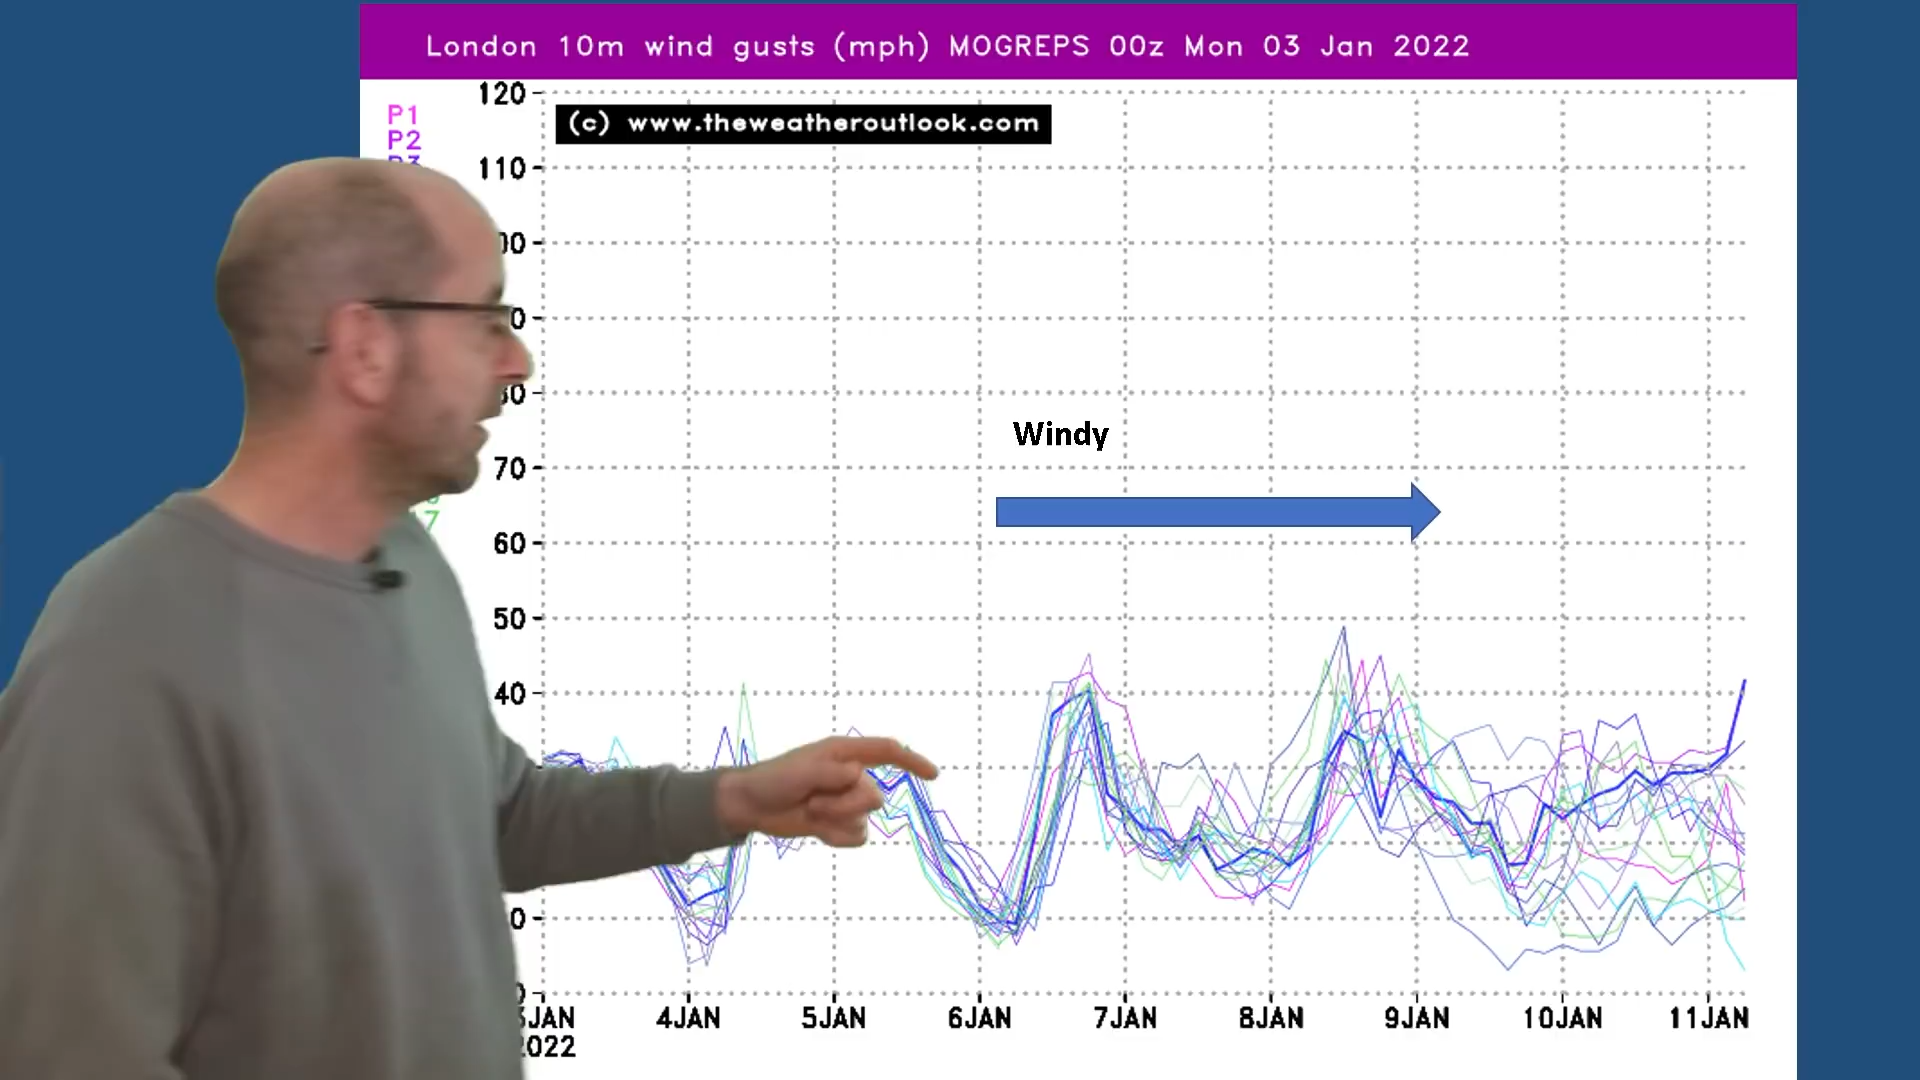 London 10m wind gusts (mph) MOGREPS 00z Mon 03 Jan 2022
120
(c) www.theweatheroutlook.com
P1
P2
110
Windy
70
60
50
40
4JAN
5JAN
6JAN
7JAN
8JAN
9JAN
10JAN
11JAN